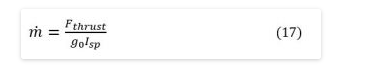 ṁ = F_thrust / g_0 I_sp (17)